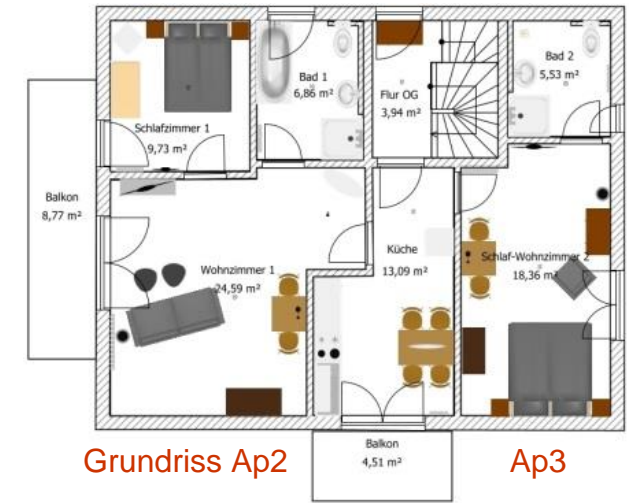 Bad 1
6,86 m²
Flur OG
3,94 m²
Bad 2
5,53 m²
Schlafzimmer 1
9,73 m²
Balkon
8,77 m²
Wohnzimmer 1
24,59 m²
Küche
13,09 m²
Schlaf-Wohnzimmer 2
18,36 m²
Balkon
4,51 m²
Grundriss Ap2
Ap3